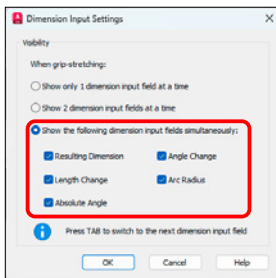 Dimension Input Settings
Visibility
When grip-stretching:
Show only 1 dimension input field at a time
Show 2 dimension input fields at a time
Show the following dimension input fields simultaneously:
Resulting Dimension Angle Change
Length Change Arc Radius
Absolute Angle
Press TAB to switch to the next dimension input field
OK Cancel Help